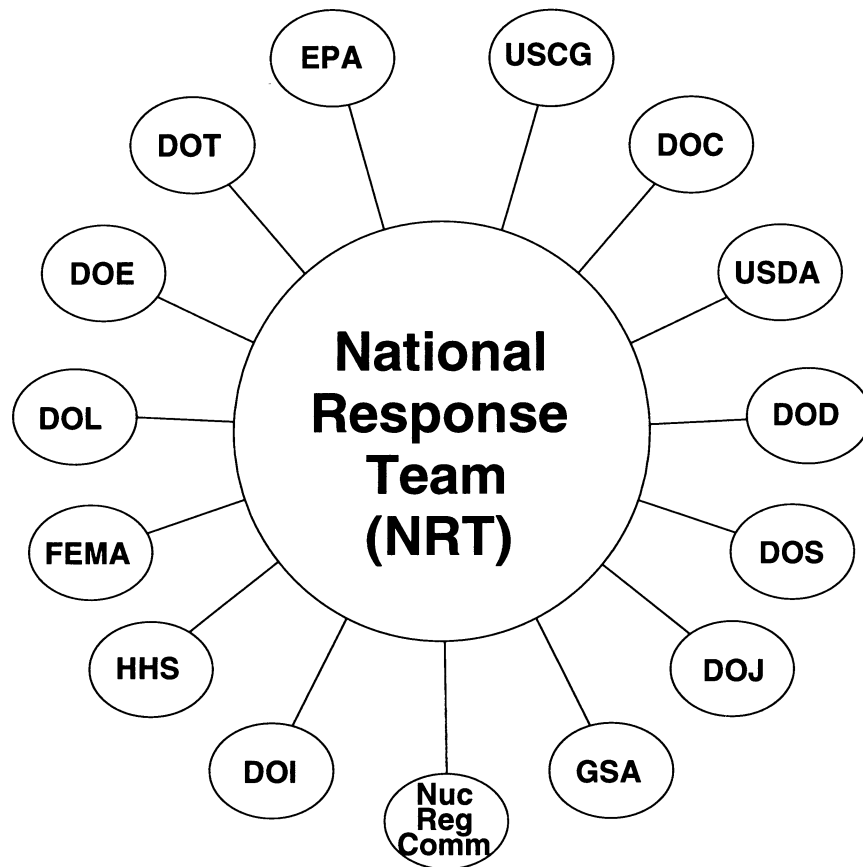 EPA
USCG
DOT
DOC
DOE
USDA
National
Response
Team
(NRT)
DOL
DOD
FEMA
DOS
HHS
DOJ
DOI
GSA
Nuc
Reg
Comm